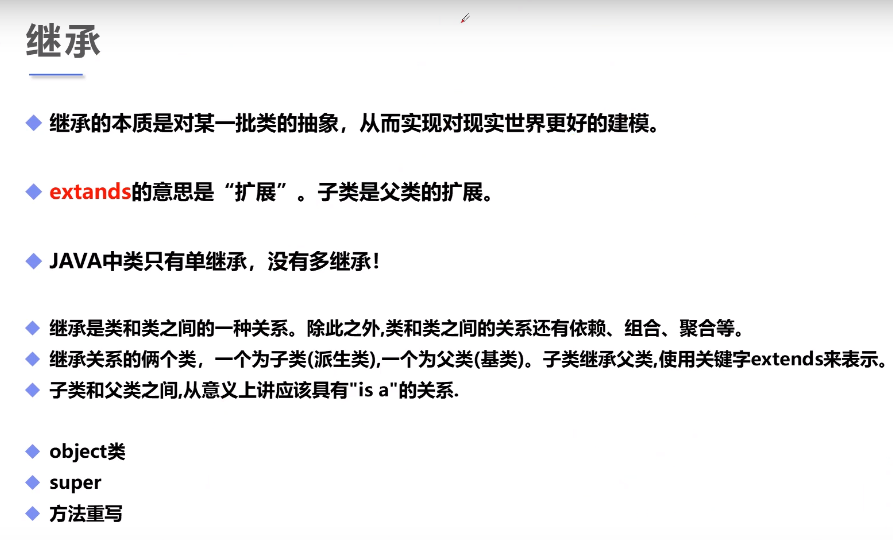 继承
继承的本质是对某一批类的抽象，从而实现对现实世界更好的建模。
extands的意思是“扩展”。子类是父类的扩展。
JAVA中类只有单继承，没有多继承！
继承是类和类之间的一种关系。除此之外,类和类之间的关系还有依赖、组合、聚合等。
继承关系的俩个类，一个为子类(派生类),一个为父类(基类)。子类继承父类,使用关键字extends来表示。
子类和父类之间,从意义上讲应该具有"is a"的关系.
object类
super
方法重写